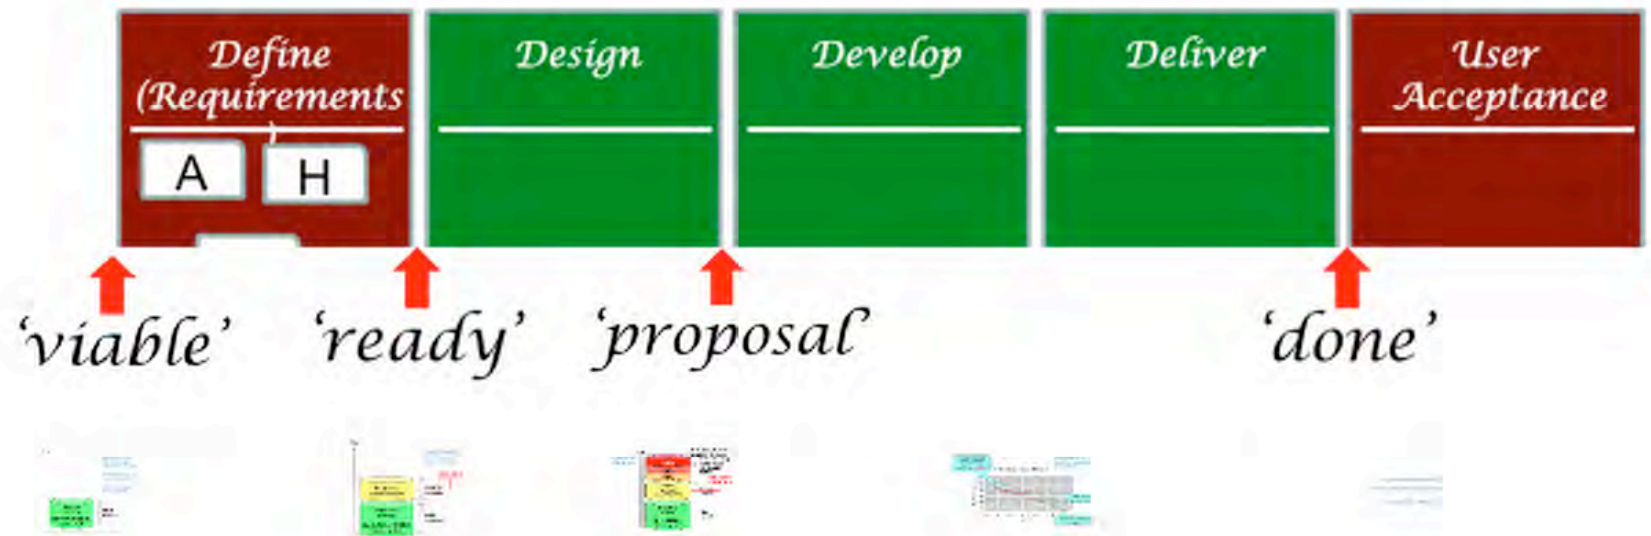 Define
(Requirements
)
Design
Develop
Deliver
User
Acceptance
A
H
‘viable’
‘ready’
‘proposal’
‘done’